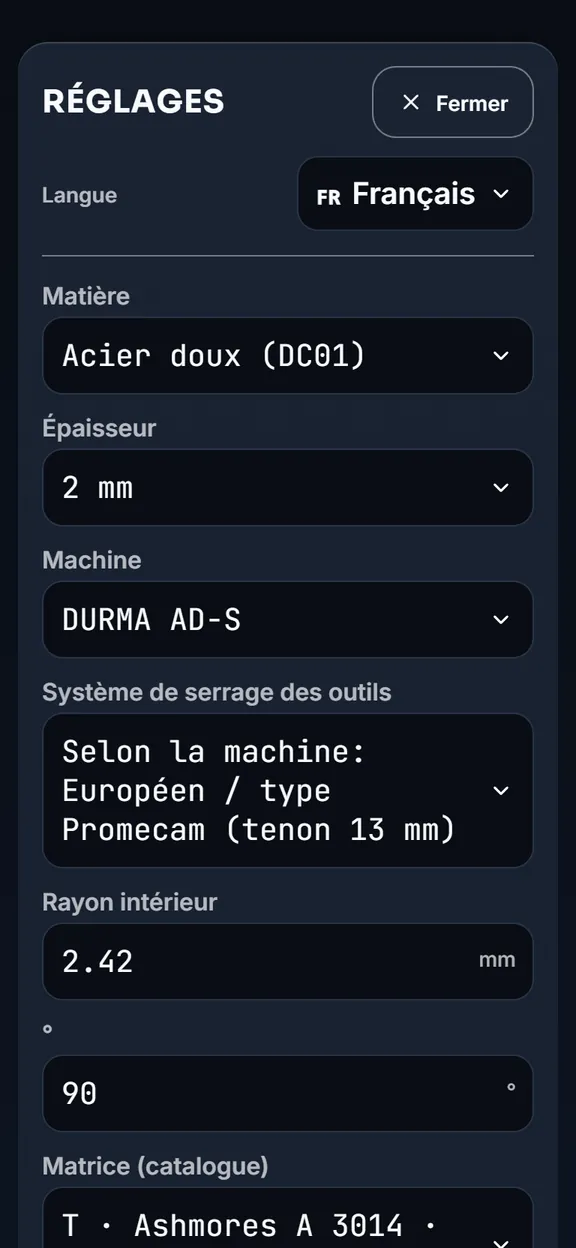 RÉGLAGES
Fermer
Langue
FR Français
Matière
Acier doux (DC01)
Épaisseur
2 mm
Machine
DURMA AD-S
Système de serrage des outils
Selon la machine:
Européen / type
Promecam (tenon 13 mm)
Rayon intérieur
2.42 mm
°
90 °
Matrice (catalogue)
T · Ashmores A 3014 ·